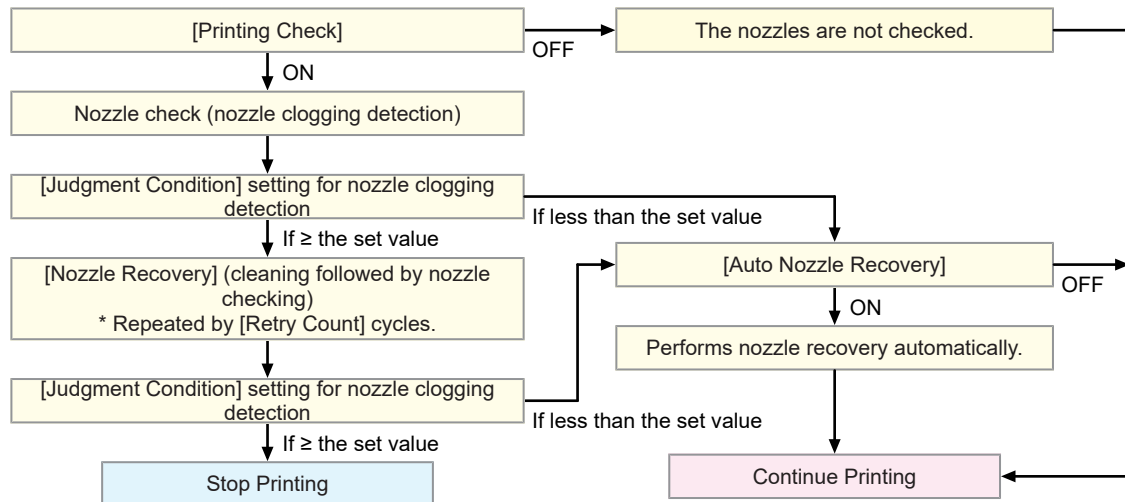 [Printing Check]
OFF
The nozzles are not checked.
ON
Nozzle check (nozzle clogging detection)
[Judgment Condition] setting for nozzle clogging
detection
If less than the set value
If ≥ the set value
[Nozzle Recovery] (cleaning followed by nozzle
checking)
* Repeated by [Retry Count] cycles.
[Auto Nozzle Recovery]
OFF
ON
Performs nozzle recovery automatically.
[Judgment Condition] setting for nozzle clogging
detection
If less than the set value
If ≥ the set value
Stop Printing
Continue Printing